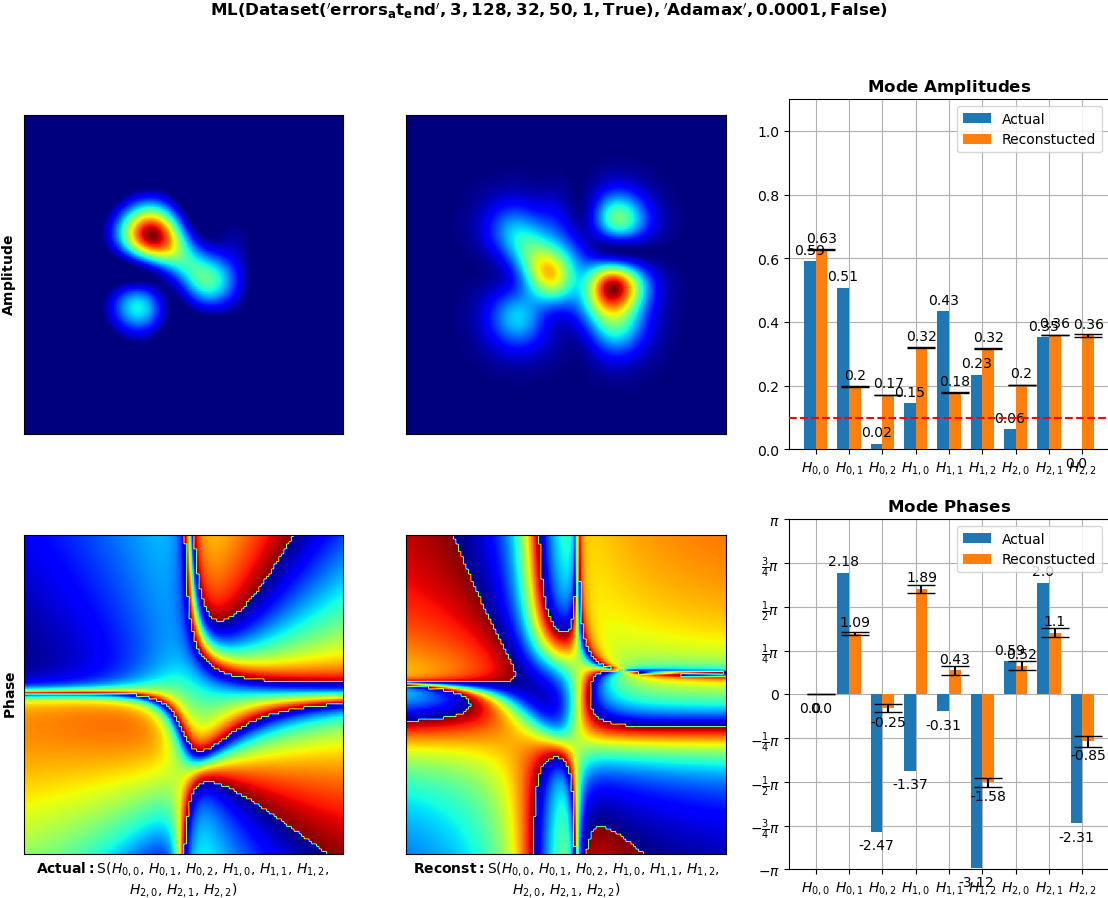 ML(Dataset('errors_at_end', 3, 128, 32, 50, 1, True), 'Adamax', 0.0001, False)
Amplitude
Mode Amplitudes
Actual
Reconstucted
1.0
0.8
0.6
0.4
0.2
0.0
0.59
0.63
0.51
0.2
0.02
0.17
0.15
0.32
0.43
0.18
0.23
0.32
0.06
0.2
0.35
0.36
0.0
0.36
H0,0 H0,1 H0,2 H1,0 H1,1 H1,2 H2,0 H2,1 H2,2
Phase
Actual: S(H0,0, H0,1, H0,2, H1,0, H1,1, H1,2,
H2,0, H2,1, H2,2)
Reconst: S(H0,0, H0,1, H0,2, H1,0, H1,1, H1,2,
H2,0, H2,1, H2,2)
Mode Phases
Actual
Reconstucted
π
3/4π
1/2π
1/4π
0
−1/4π
−1/2π
−3/4π
−π
0.0
0.0
2.18
1.09
-2.47
-0.25
-1.37
1.89
-0.31
0.43
-3.12
-1.58
0.59
0.52
2.0
1.1
-2.31
-0.85
H0,0 H0,1 H0,2 H1,0 H1,1 H1,2 H2,0 H2,1 H2,2